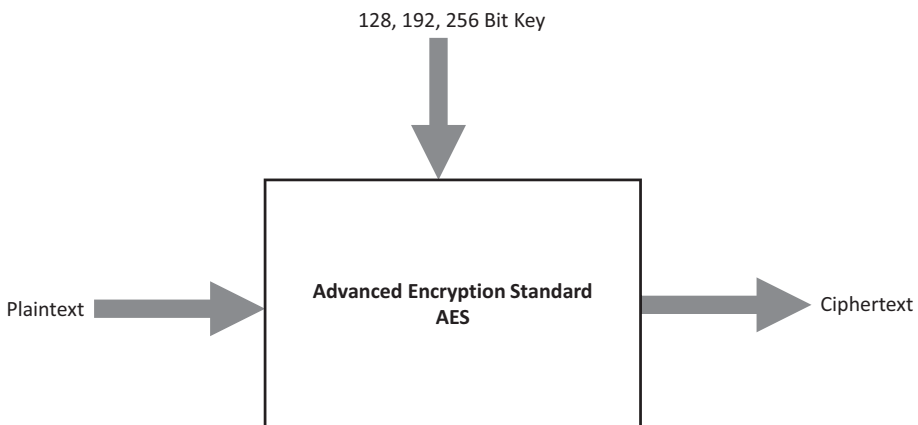 128, 192, 256 Bit Key
Plaintext
Advanced Encryption Standard
AES
Ciphertext